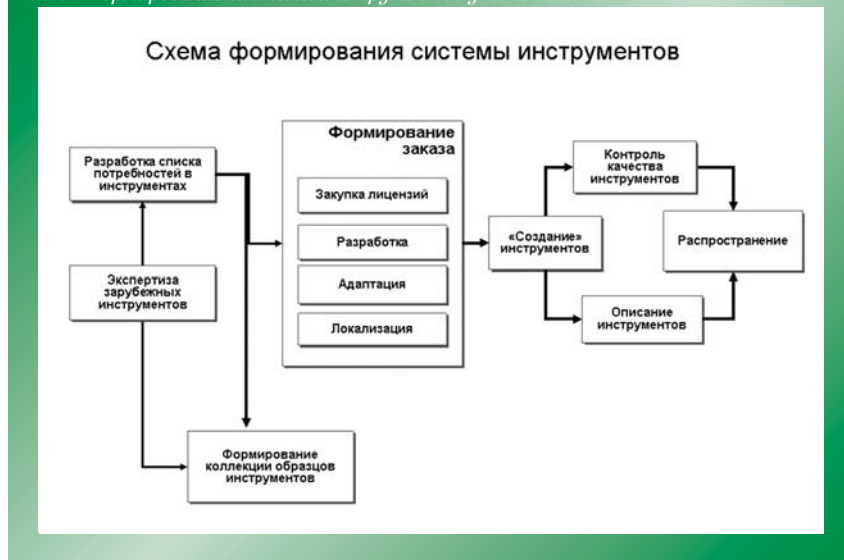 Схема формирования системы инструментов
Формирование
заказа
Разработка списка
потребностей в
инструментах
Закупка лицензий
Разработка
Адаптация
Локализация
Экспертиза
зарубежных
инструментов
Формирование
коллекции образцов
инструментов
«Создание»
инструментов
Контроль
качества
инструментов
Описание
инструментов
Распространение